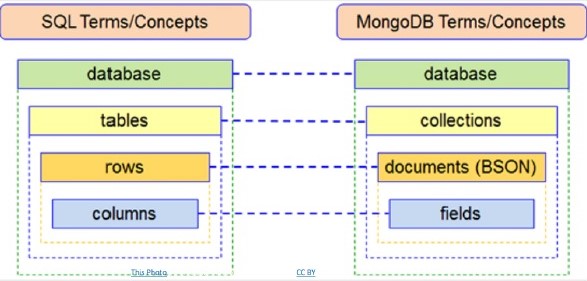 SQL Terms/Concepts
MongoDB Terms/Concepts
database
database
tables
collections
rows
documents (BSON)
columns
fields
This Photo
CC BY